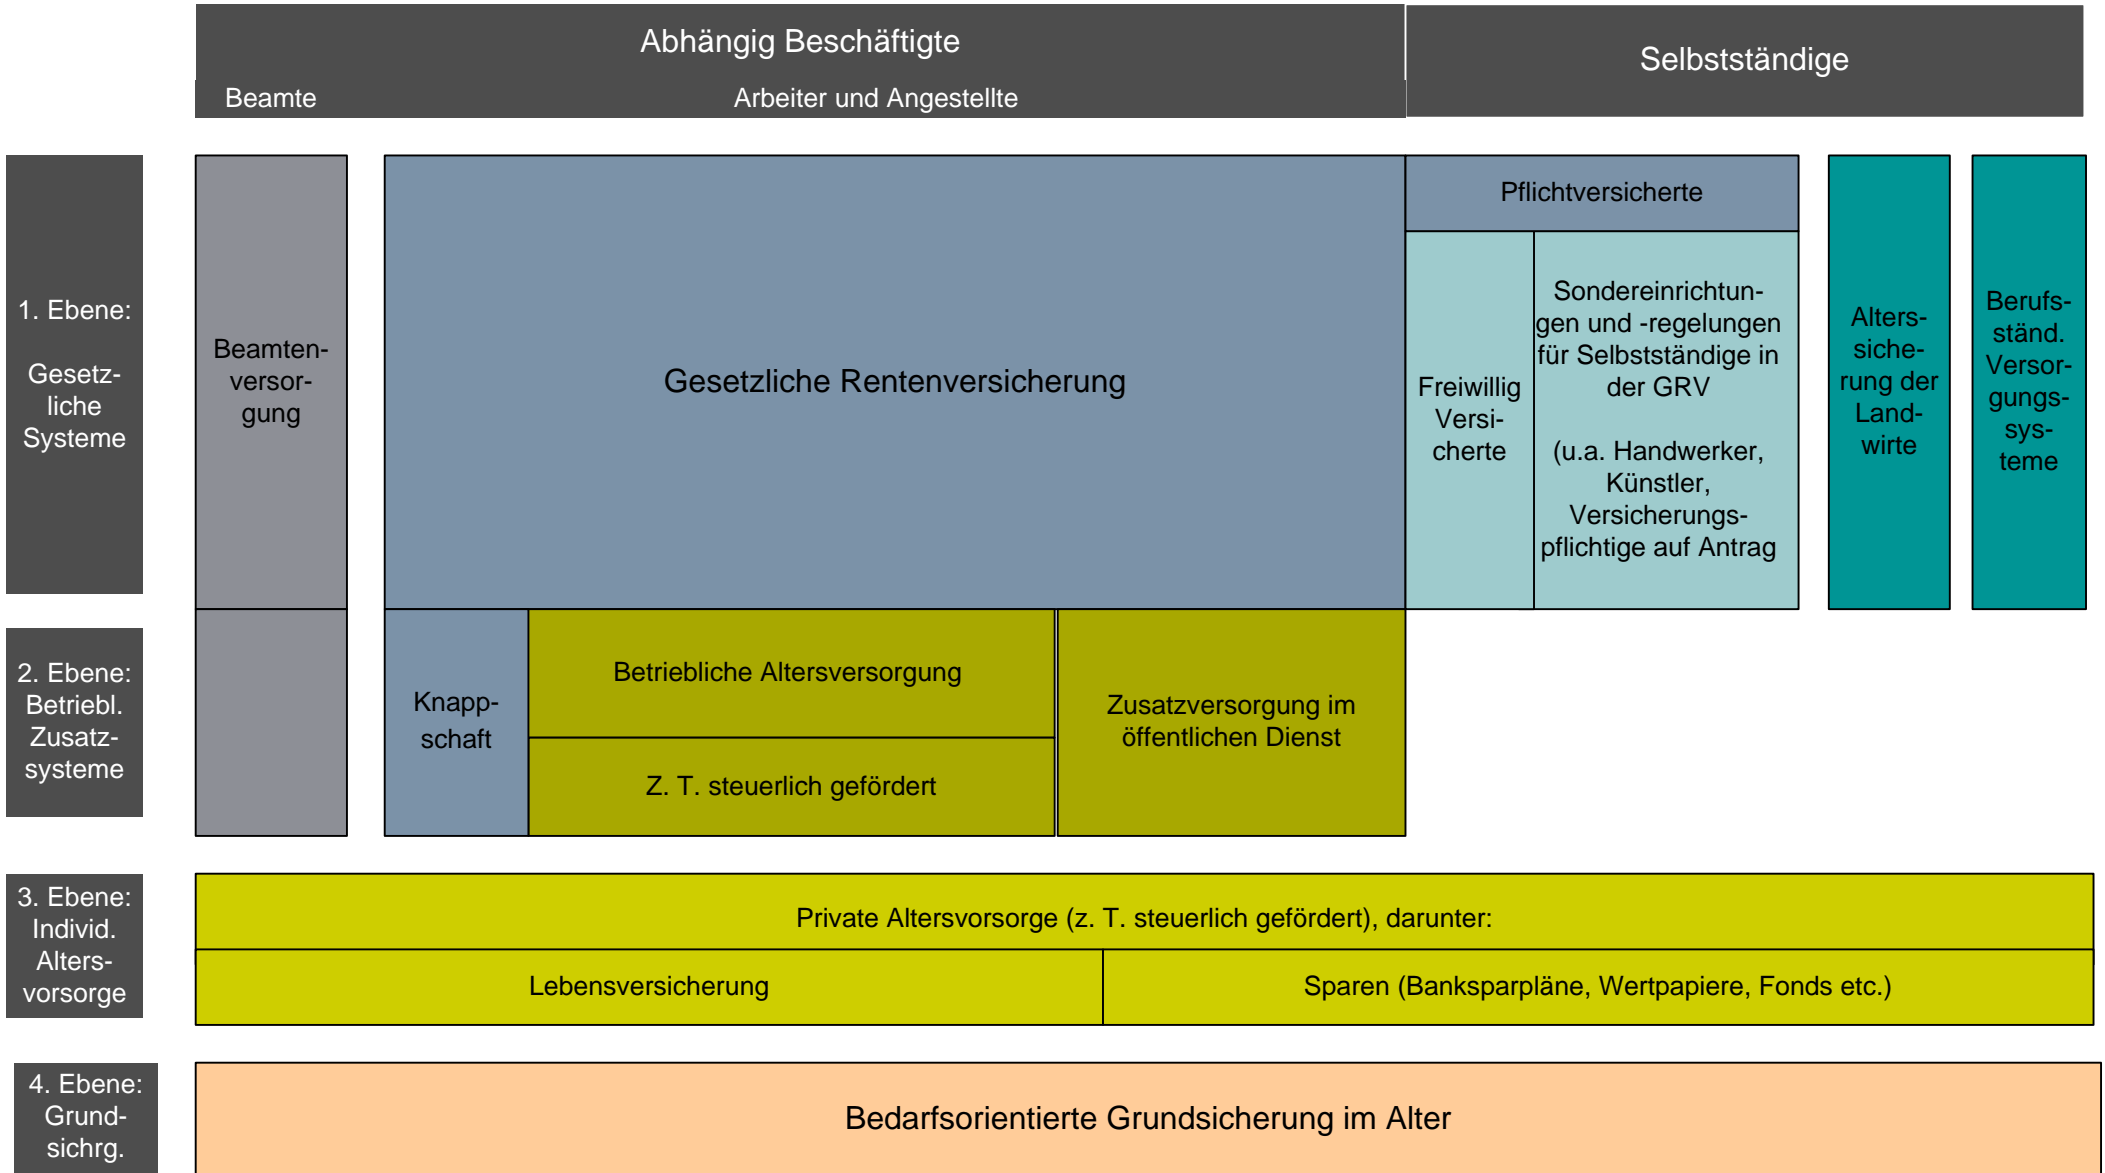 Abhängig Beschäftigte
Selbstständige
Beamte
Arbeiter und Angestellte
1. Ebene:
Gesetz-
liche
Systeme
Beamten-
versor-
gung
Gesetzliche Rentenversicherung
Pflichtversicherte
Freiwillig
Versi-
cherte
Sondereinrichtun-
gen und -regelungen
für Selbstständige in
der GRV
(u.a. Handwerker,
Künstler,
Versicherungs-
pflichtige auf Antrag
Alters-
siche-
rung der
Land-
wirte
Berufs-
ständ.
Versor-
gungs-
sys-
teme
2. Ebene:
Betriebl.
Zusatz-
systeme
Knapp-
schaft
Betriebliche Altersversorgung
Z. T. steuerlich gefördert
Zusatzversorgung im
öffentlichen Dienst
3. Ebene:
Individ.
Alters-
vorsorge
Private Altersvorsorge (z. T. steuerlich gefördert), darunter:
Lebensversicherung
Sparen (Banksparpläne, Wertpapiere, Fonds etc.)
4. Ebene:
Grund-
sichrg.
Bedarfsorientierte Grundsicherung im Alter